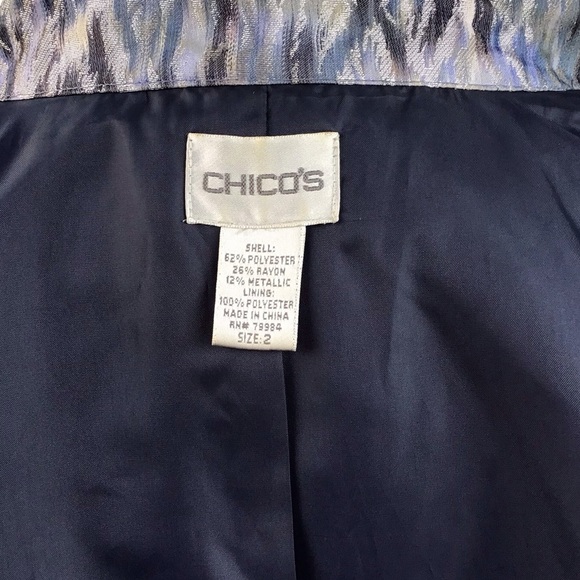 CHICO'S
SHELL:
62% POLYESTER
26% RAYON
12% METALLIC
LINING:
100% POLYESTER
MADE IN CHINA
RN# 79984
SIZE: 2